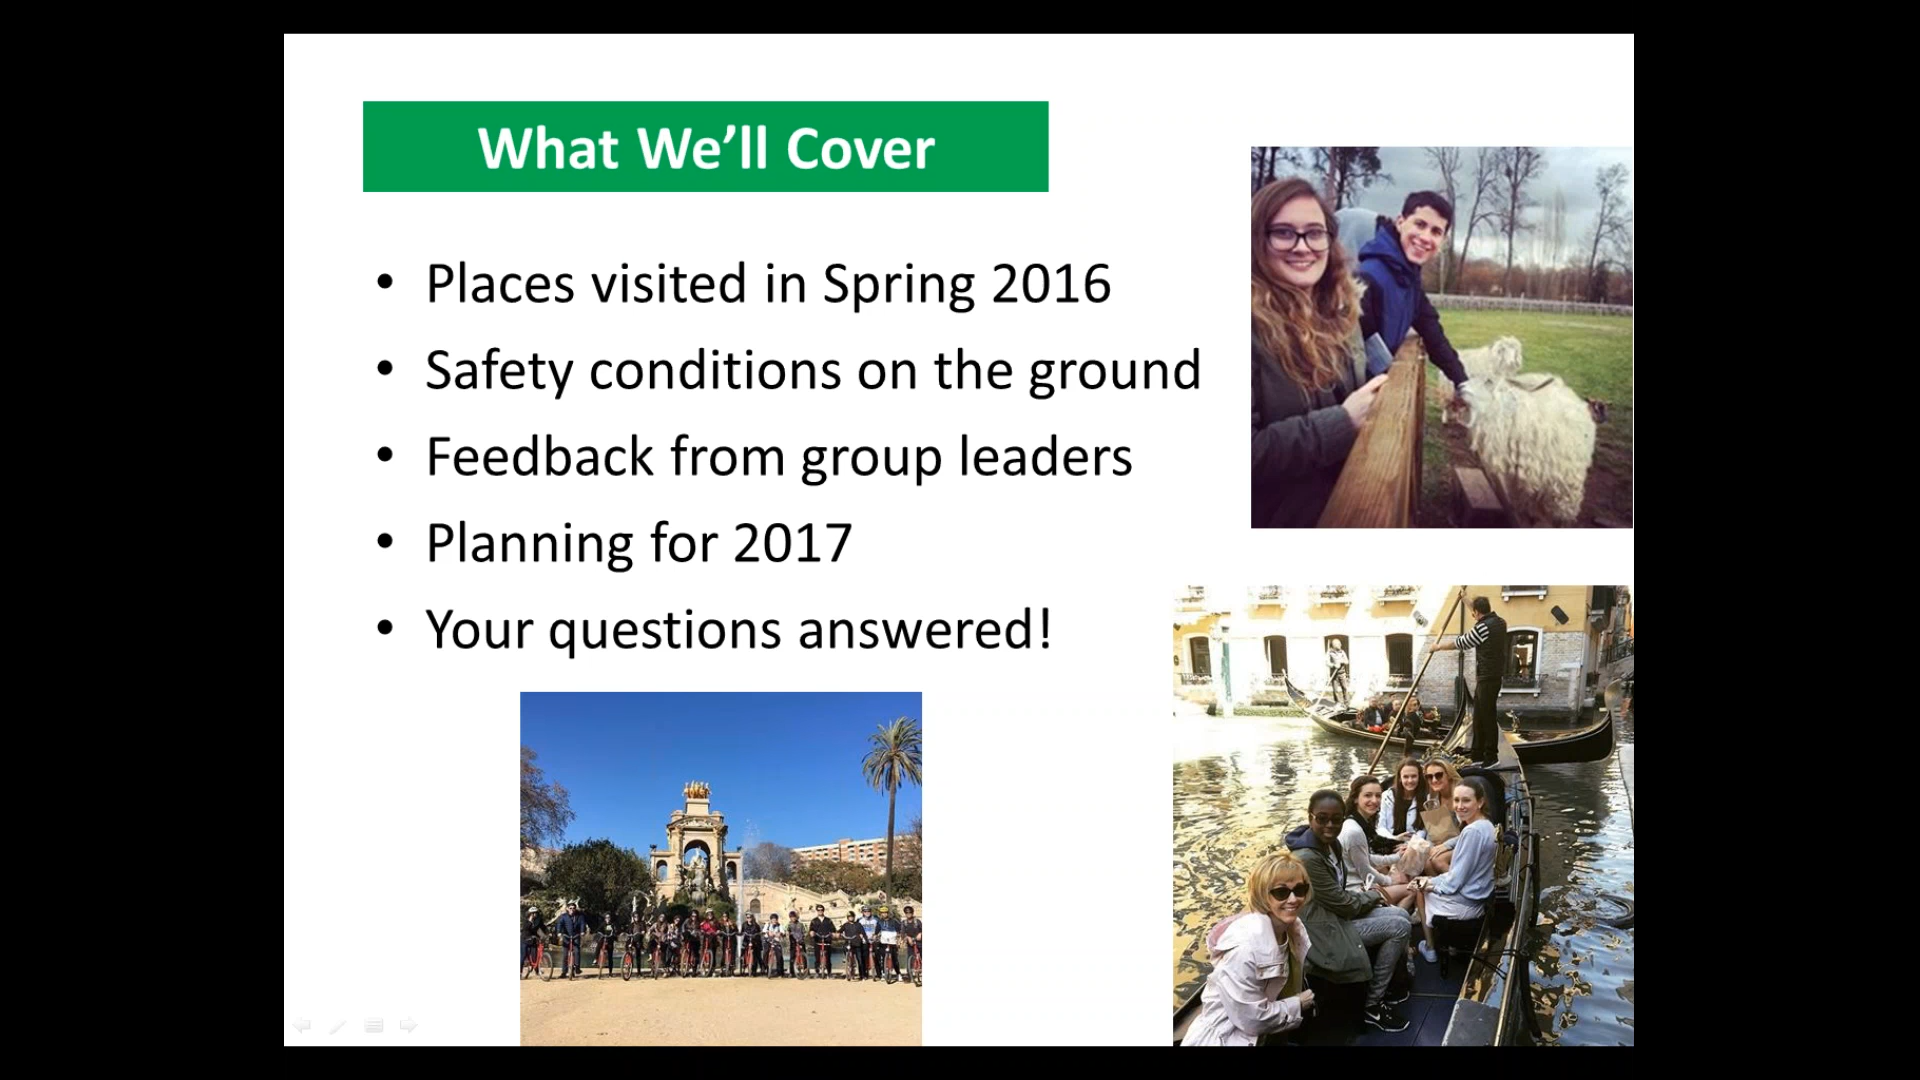 What We’ll Cover
• Places visited in Spring 2016
• Safety conditions on the ground
• Feedback from group leaders
• Planning for 2017
• Your questions answered!